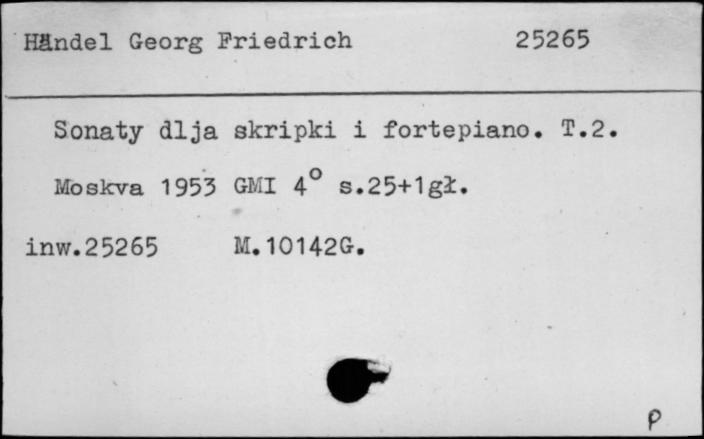 Händel Georg Friedrich 25265
Sonaty dlja skripki i fortepiano. T.2.
Moskva 1953 GMI 4° s.25+1gł.
inw.25265 M.10142G.
p